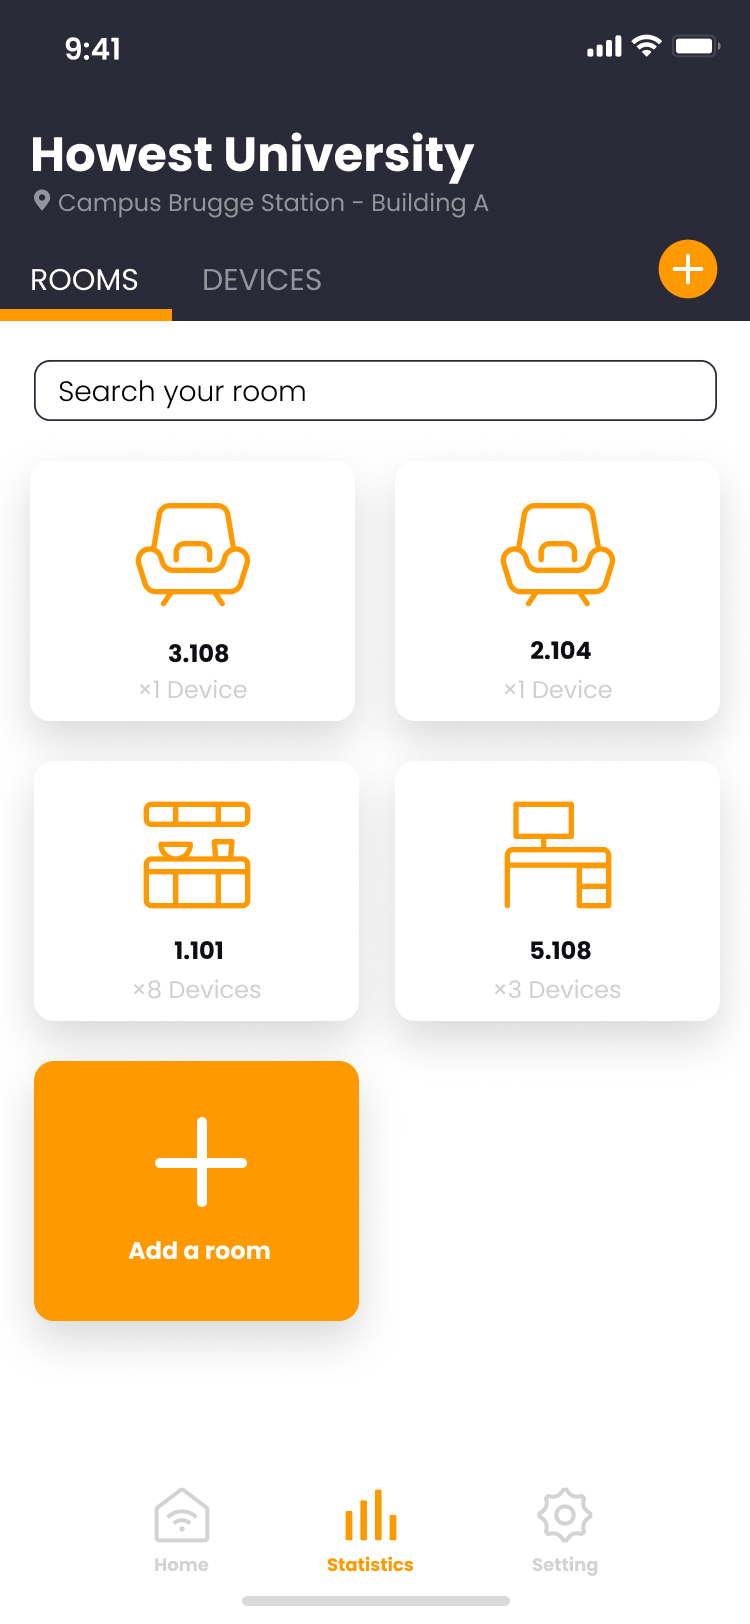 9:41
Howest University
Campus Brugge Station - Building A
ROOMS
DEVICES
Search your room
3.108
×1 Device
2.104
×1 Device
1.101
×8 Devices
5.108
×3 Devices
Add a room
Home
Statistics
Setting